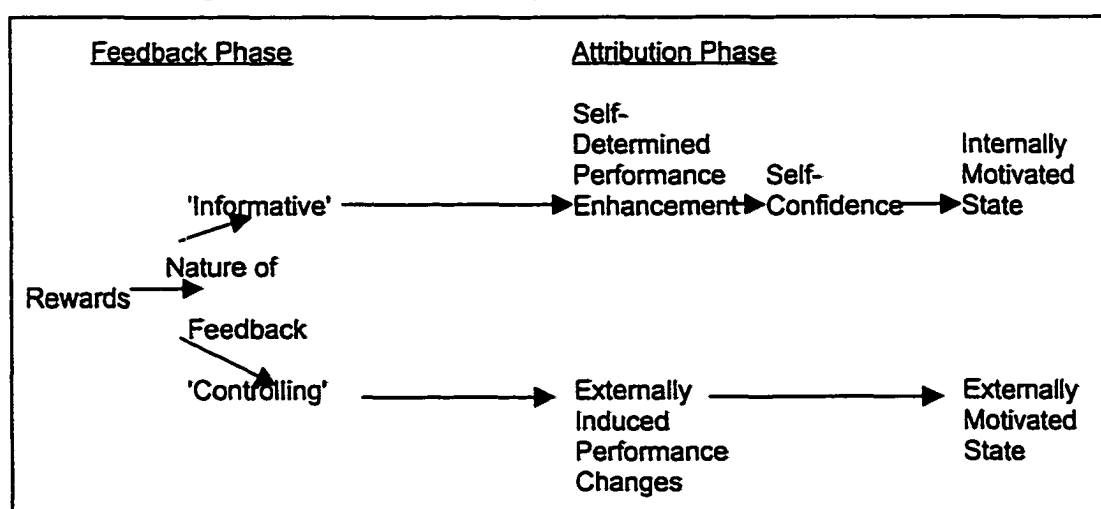 Feedback Phase Attribution Phase
Self-
Determined Internally
Performance Self- Motivated
'Informative' Enhancement Confidence State
Nature of
Rewards
Feedback
'Controlling' Externally Externally
Induced Motivated
Performance State
Changes